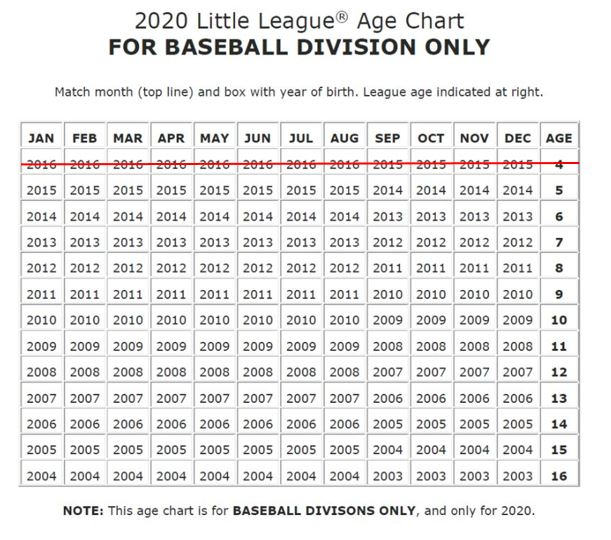 2020 Little League® Age Chart
FOR BASEBALL DIVISION ONLY
Match month (top line) and box with year of birth. League age indicated at right.
JAN FEB MAR APR MAY JUN JUL AUG SEP OCT NOV DEC AGE
2016 2016 2016 2016 2016 2016 2016 2016 2015 2015 2015 2015 4
2015 2015 2015 2015 2015 2015 2015 2015 2014 2014 2014 2014 5
2014 2014 2014 2014 2014 2014 2014 2014 2013 2013 2013 2013 6
2013 2013 2013 2013 2013 2013 2013 2013 2012 2012 2012 2012 7
2012 2012 2012 2012 2012 2012 2012 2012 2011 2011 2011 2011 8
2011 2011 2011 2011 2011 2011 2011 2011 2010 2010 2010 2010 9
2010 2010 2010 2010 2010 2010 2010 2010 2009 2009 2009 2009 10
2009 2009 2009 2009 2009 2009 2009 2009 2008 2008 2008 2008 11
2008 2008 2008 2008 2008 2008 2008 2008 2007 2007 2007 2007 12
2007 2007 2007 2007 2007 2007 2007 2007 2006 2006 2006 2006 13
2006 2006 2006 2006 2006 2006 2006 2006 2005 2005 2005 2005 14
2005 2005 2005 2005 2005 2005 2005 2005 2004 2004 2004 2004 15
2004 2004 2004 2004 2004 2004 2004 2004 2003 2003 2003 2003 16
NOTE: This age chart is for BASEBALL DIVISONS ONLY, and only for 2020.